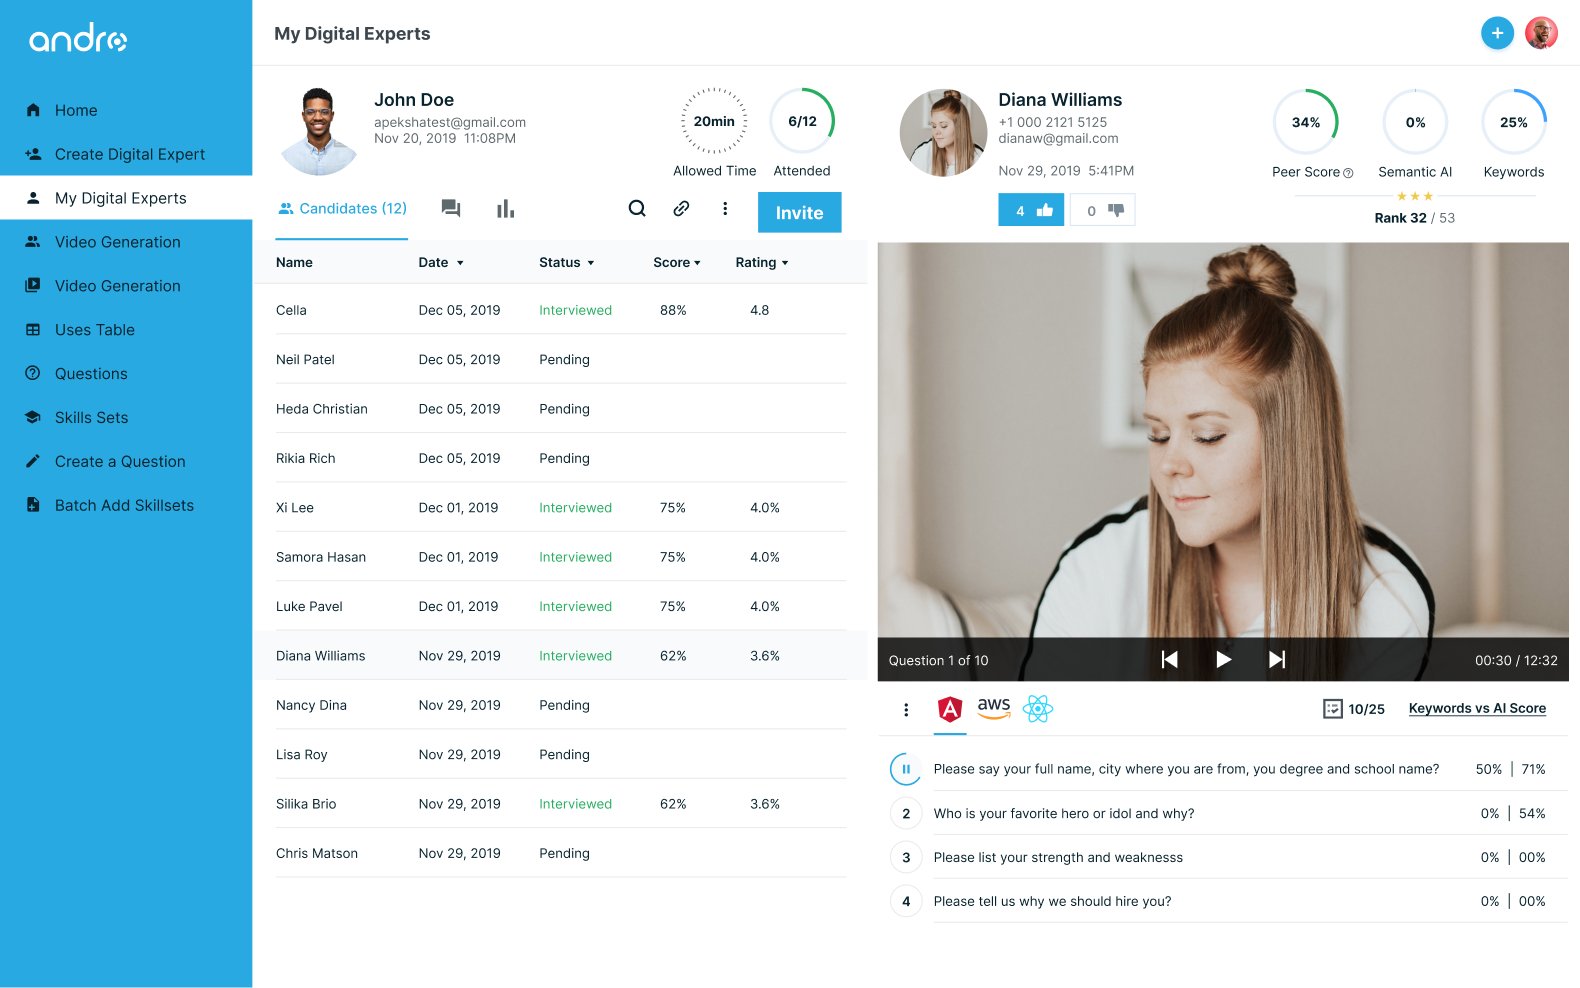 andro
My Digital Experts
Home
Create Digital Expert
My Digital Experts
Video Generation
Video Generation
Uses Table
Questions
Skills Sets
Create a Question
Batch Add Skillsets
John Doe
apekshatest@gmail.com
Nov 20, 2019 11:08PM
20min
Allowed Time
6/12
Attended
Candidates (12)
Invite
Name Date Status Score Rating
Cella Dec 05, 2019 Interviewed 88% 4.8
Neil Patel Dec 05, 2019 Pending
Heda Christian Dec 05, 2019 Pending
Rikia Rich Dec 05, 2019 Pending
Xi Lee Dec 01, 2019 Interviewed 75% 4.0%
Samora Hasan Dec 01, 2019 Interviewed 75% 4.0%
Luke Pavel Dec 01, 2019 Interviewed 75% 4.0%
Diana Williams Nov 29, 2019 Interviewed 62% 3.6%
Nancy Dina Nov 29, 2019 Pending
Lisa Roy Nov 29, 2019 Pending
Silika Brio Nov 29, 2019 Interviewed 62% 3.6%
Chris Matson Nov 29, 2019 Pending
Diana Williams
+1 000 2121 5125
dianaw@gmail.com
Nov 29, 2019 5:41PM
4
0
34%
Peer Score
0%
Semantic AI
25%
Keywords
Rank 32 / 53
Question 1 of 10
00:30 / 12:32
A
aws
10/25
Keywords vs AI Score
Please say your full name, city where you are from, you degree and school name? 50% | 71%
2 Who is your favorite hero or idol and why? 0% | 54%
3 Please list your strength and weaknesss 0% | 00%
4 Please tell us why we should hire you? 0% | 00%